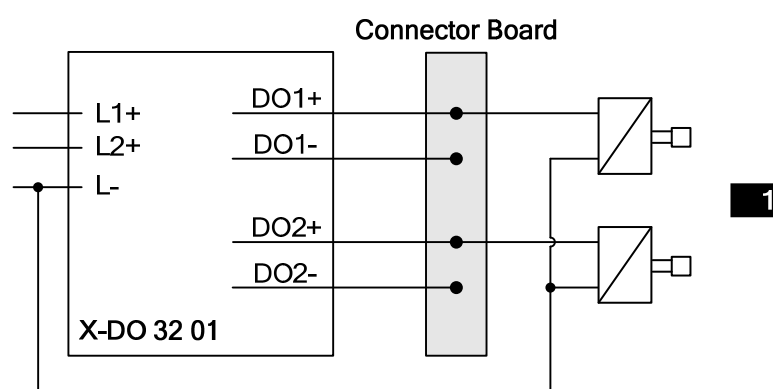 Connector Board
L1+
DO1+
L2+
DO1-
L-
DO2+
DO2-
X-DO 32 01
1